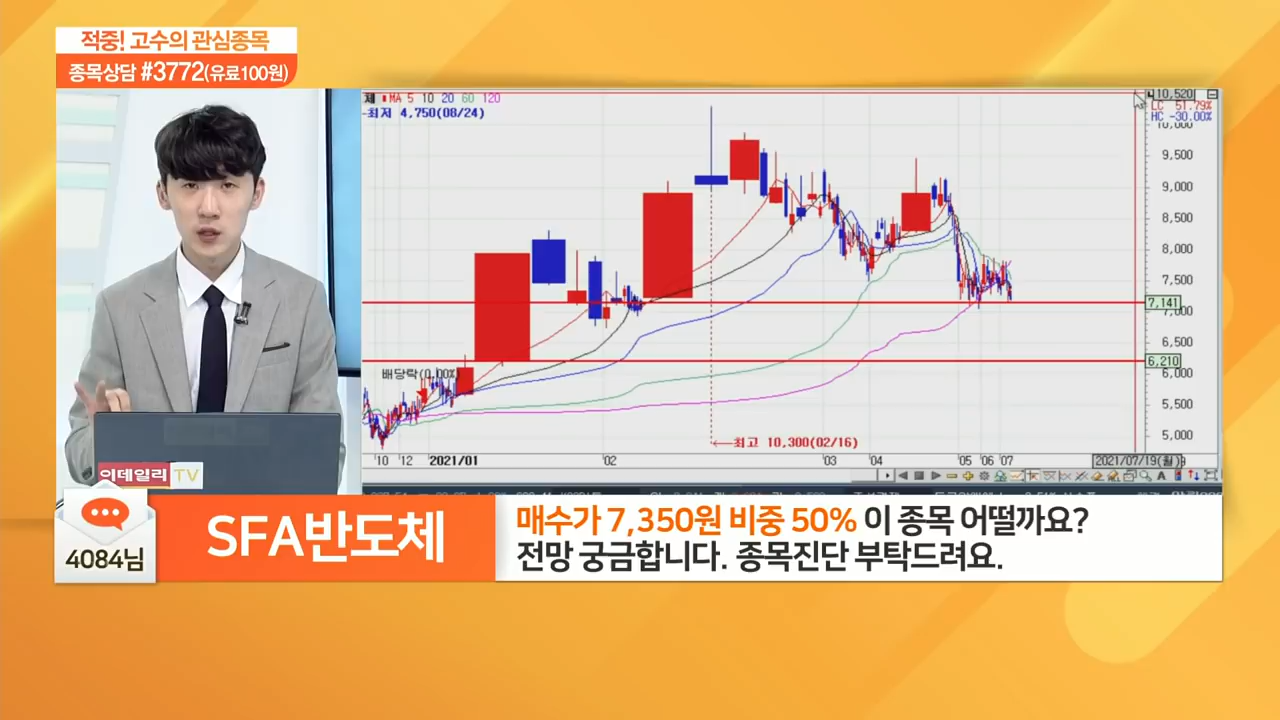 적중! 고수의 관심종목
종목상담 #3772(유료100원)
체 MA 5 10 20 60 120
최저 4,750(08/24)
10,520
LC 51.79%
HC -30.00%
10,000
9,500
9,000
8,500
8,000
7,500
7,141
7,000
6,500
6,210
6,000
5,500
5,000
배당락(0.00%)
←최고 10,300(02/16)
10 12 2021/01 02 03 04 05 06 07 2021/07/19(월)
이데일리 TV
4084님
SFA반도체
매수가 7,350원 비중 50% 이 종목 어떨까요?
전망 궁금합니다. 종목진단 부탁드려요.